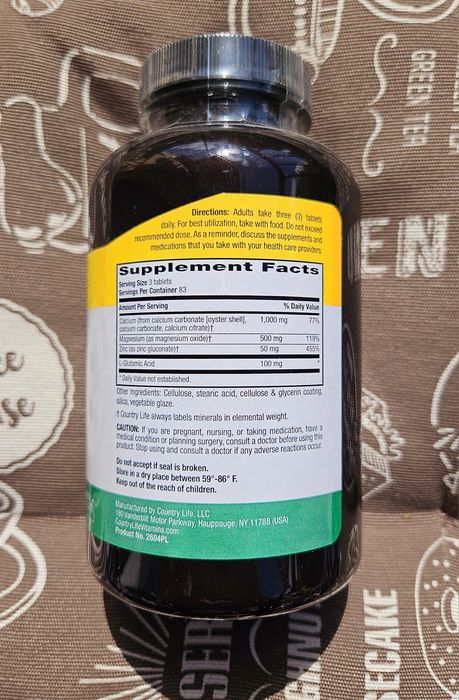 Directions: Adults take three (3) tablets
daily. For best utilization, take with food. Do not exceed
recommended dose. As a reminder, discuss the supplements and
medications that you take with your health care providers.
Supplement Facts
Serving Size 3 tablets
Servings Per Container 83
Amount Per Serving % Daily Value
Calcium (from calcium carbonate [oyster shell], 1,000 mg 77%
calcium carbonate, calcium citrate)†
Magnesium (as magnesium oxide)† 500 mg 119%
Zinc (as zinc gluconate)† 50 mg 455%
L-Glutamic Acid 100 mg *
* Daily Value not established.
Other Ingredients: Cellulose, stearic acid, cellulose & glycerin coating,
silica, vegetable glaze.
† Country Life always labels minerals in elemental weight.
CAUTION: If you are pregnant, nursing, or taking medication, have a
medical condition or planning surgery, consult a doctor before using this
product. Stop using and consult a doctor if any adverse reactions occur.
Do not accept if seal is broken.
Store in a dry place between 59°-86° F.
Keep out of the reach of children.
Manufactured by Country Life, LLC
180 Vanderbilt Motor Parkway, Hauppauge, NY 11788 (USA)
CountryLifeVitamins.com
Product No. 2604PL
GREEN TEA